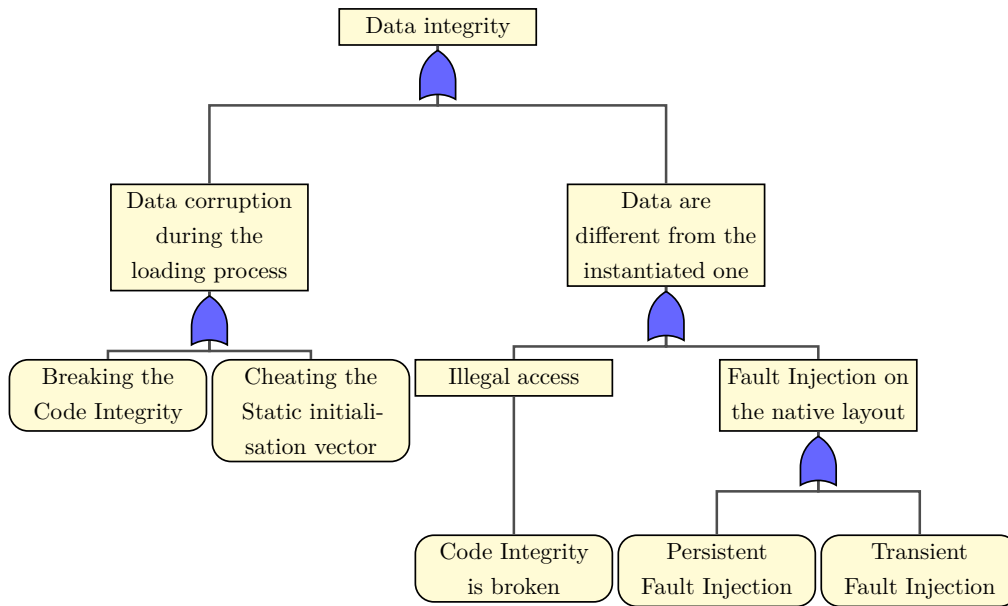 Data integrity
Data corruption
during the
loading process
Data are
different from the
instantiated one
Breaking the
Code Integrity
Cheating the
Static initiali-
sation vector
Illegal access
Fault Injection on
the native layout
Code Integrity
is broken
Persistent
Fault Injection
Transient
Fault Injection